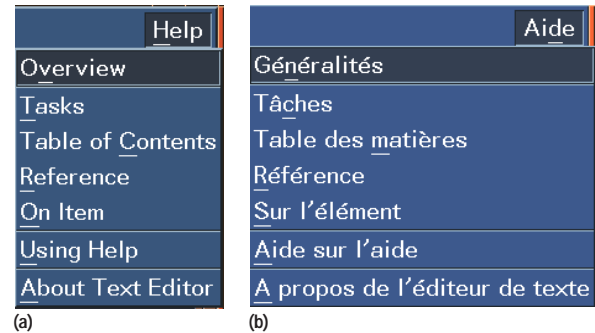 Help
Overview
Tasks
Table of Contents
Reference
On Item
Using Help
About Text Editor
(a)
Aide
Généralités
Tâches
Table des matières
Référence
Sur l'élément
Aide sur l'aide
A propos de l'éditeur de texte
(b)